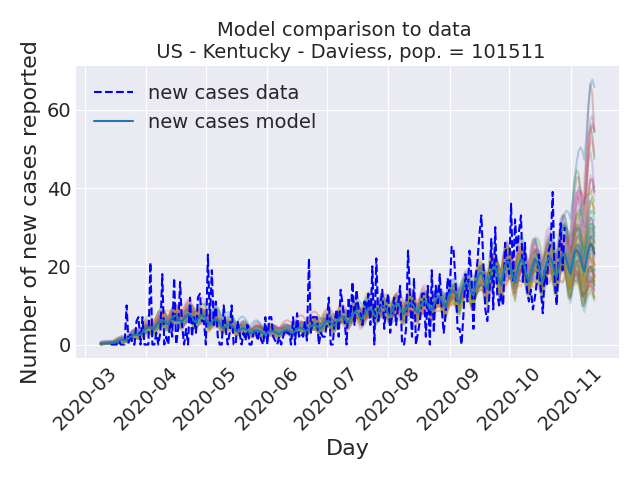 Model comparison to data
US - Kentucky - Daviess, pop. = 101511
Number of new cases reported
60
40
20
0
new cases data
new cases model
2020-03
2020-04
2020-05
2020-06
2020-07
2020-08
2020-09
2020-10
2020-11
Day